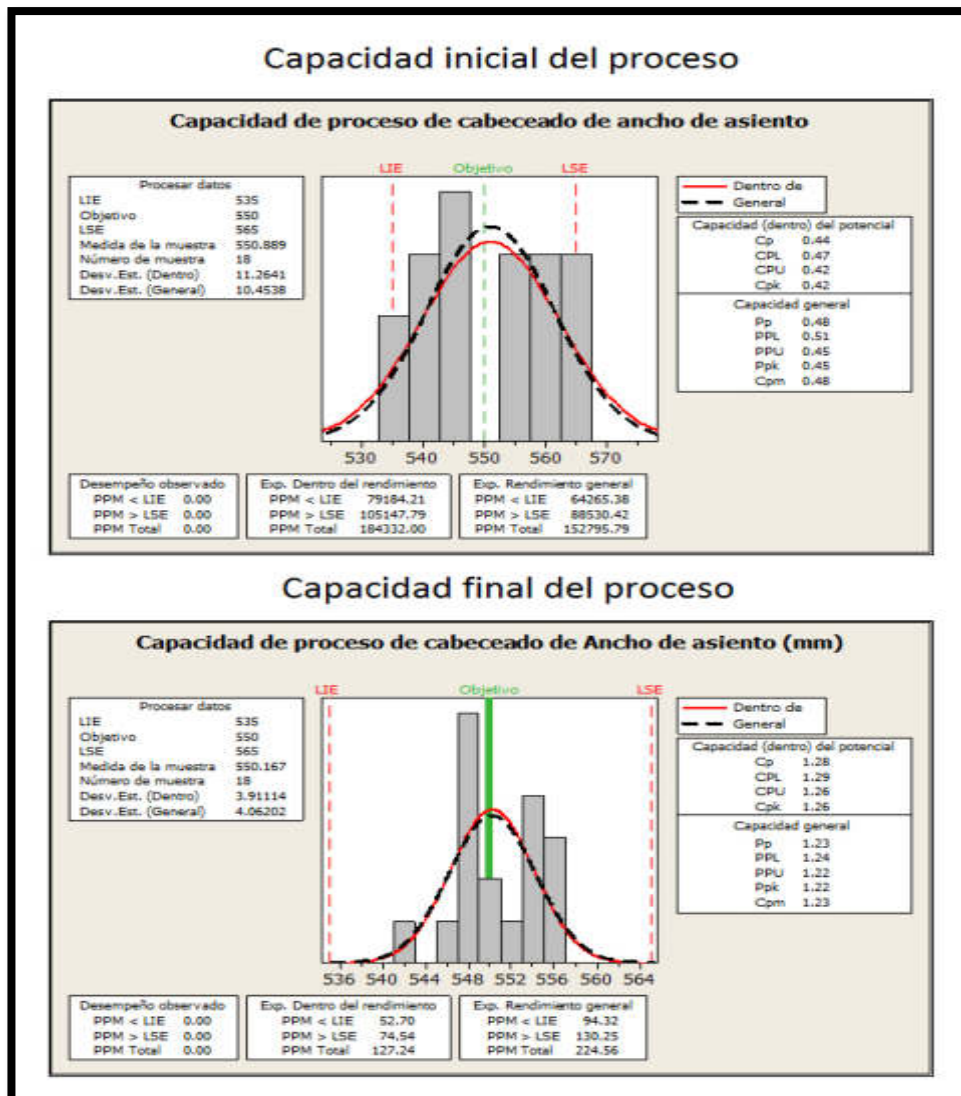 Capacidad inicial del proceso
Capacidad de proceso de cabeceado de ancho de asiento
LIE Objetivo LSE
Procesar datos
LIE 535
Objetivo 550
LSE 565
Medida de la muestra 550.889
Número de muestra 18
Desv.Est. (Dentro) 11.2641
Desv.Est. (General) 10.4538
Dentro de
General
Capacidad (dentro) del potencial
Cp 0.44
CPL 0.47
CPU 0.42
Cpk 0.42
Capacidad general
Pp 0.48
PPL 0.51
PPU 0.45
Ppk 0.45
Cpm 0.48
530 540 550 560 570
Desempeño observado
PPM < LIE 0.00
PPM > LSE 0.00
PPM Total 0.00
Exp. Dentro del rendimiento
PPM < LIE 79184.21
PPM > LSE 105147.79
PPM Total 184332.00
Exp. Rendimiento general
PPM < LIE 64265.38
PPM > LSE 88530.42
PPM Total 152795.79
Capacidad final del proceso
Capacidad de proceso de cabeceado de Ancho de asiento (mm)
LIE Objetivo LSE
Procesar datos
LIE 535
Objetivo 550
LSE 565
Medida de la muestra 550.167
Número de muestra 18
Desv.Est. (Dentro) 3.91114
Desv.Est. (General) 4.06202
Dentro de
General
Capacidad (dentro) del potencial
Cp 1.28
CPL 1.29
CPU 1.26
Cpk 1.26
Capacidad general
Pp 1.23
PPL 1.24
PPU 1.22
Ppk 1.22
Cpm 1.23
536 540 544 548 552 556 560 564
Desempeño observado
PPM < LIE 0.00
PPM > LSE 0.00
PPM Total 0.00
Exp. Dentro del rendimiento
PPM < LIE 52.70
PPM > LSE 74.54
PPM Total 127.24
Exp. Rendimiento general
PPM < LIE 94.32
PPM > LSE 130.25
PPM Total 224.56